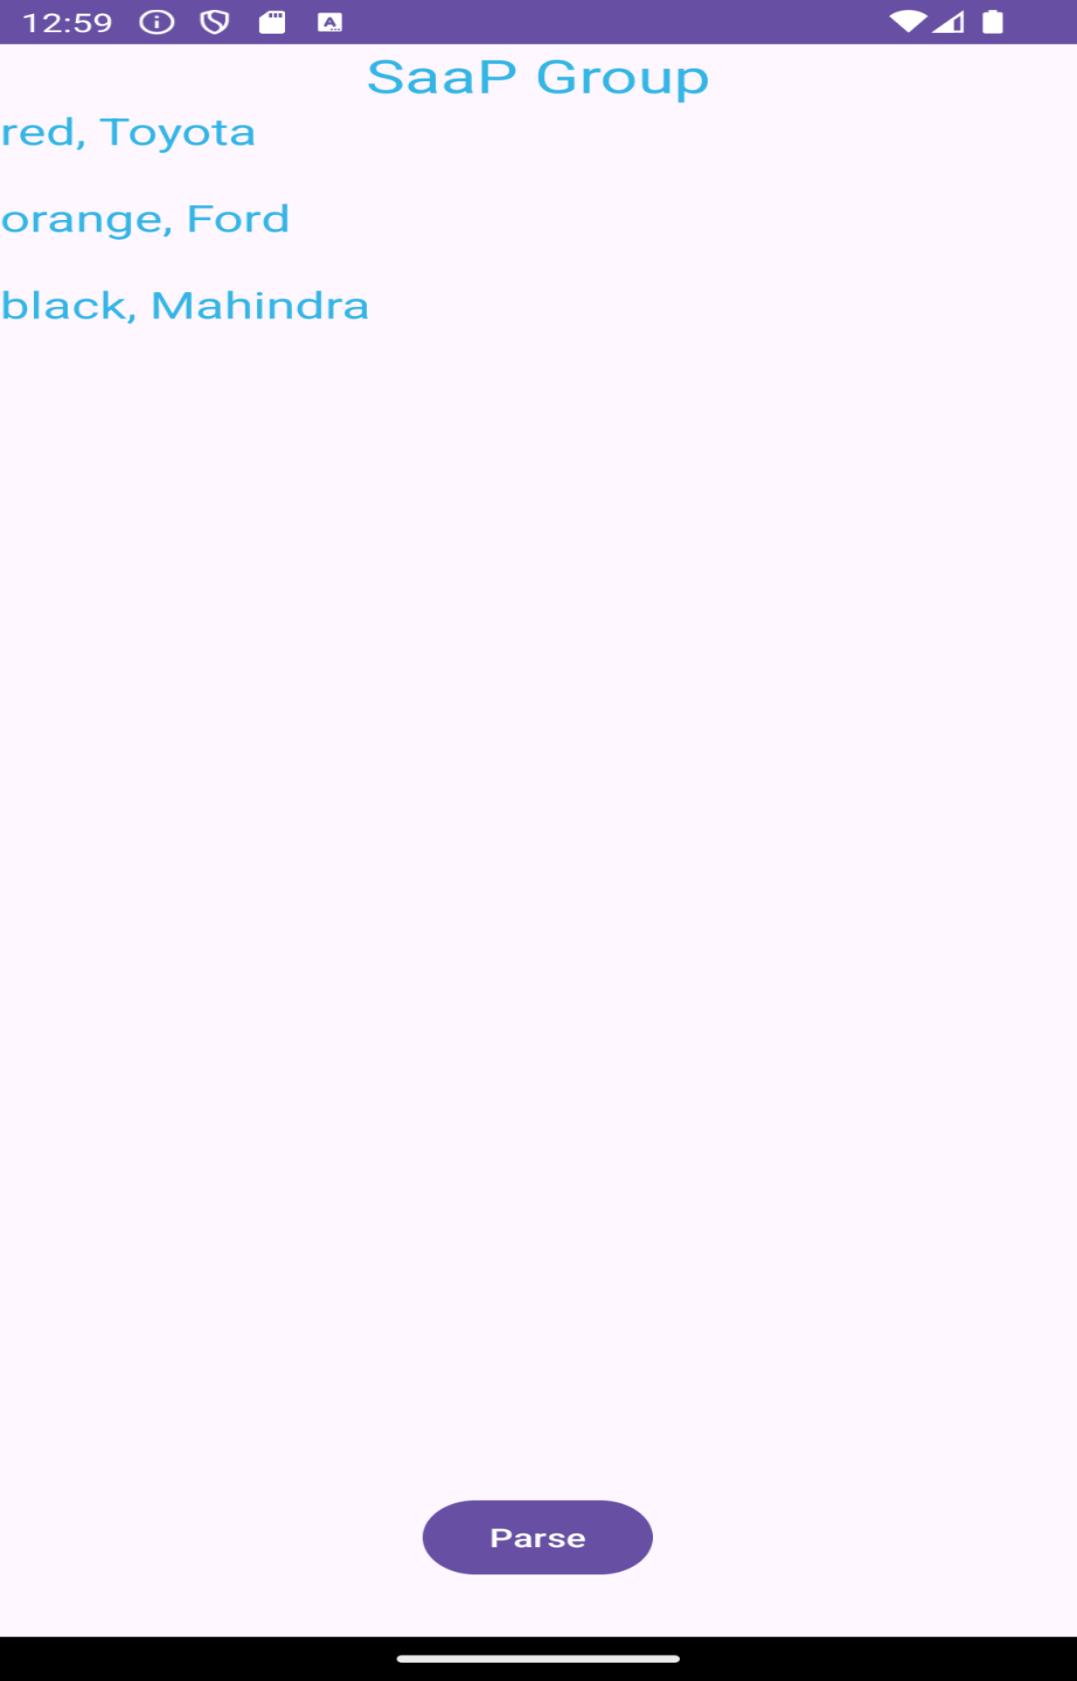 12:59
SaaP Group
red, Toyota
orange, Ford
black, Mahindra
Parse